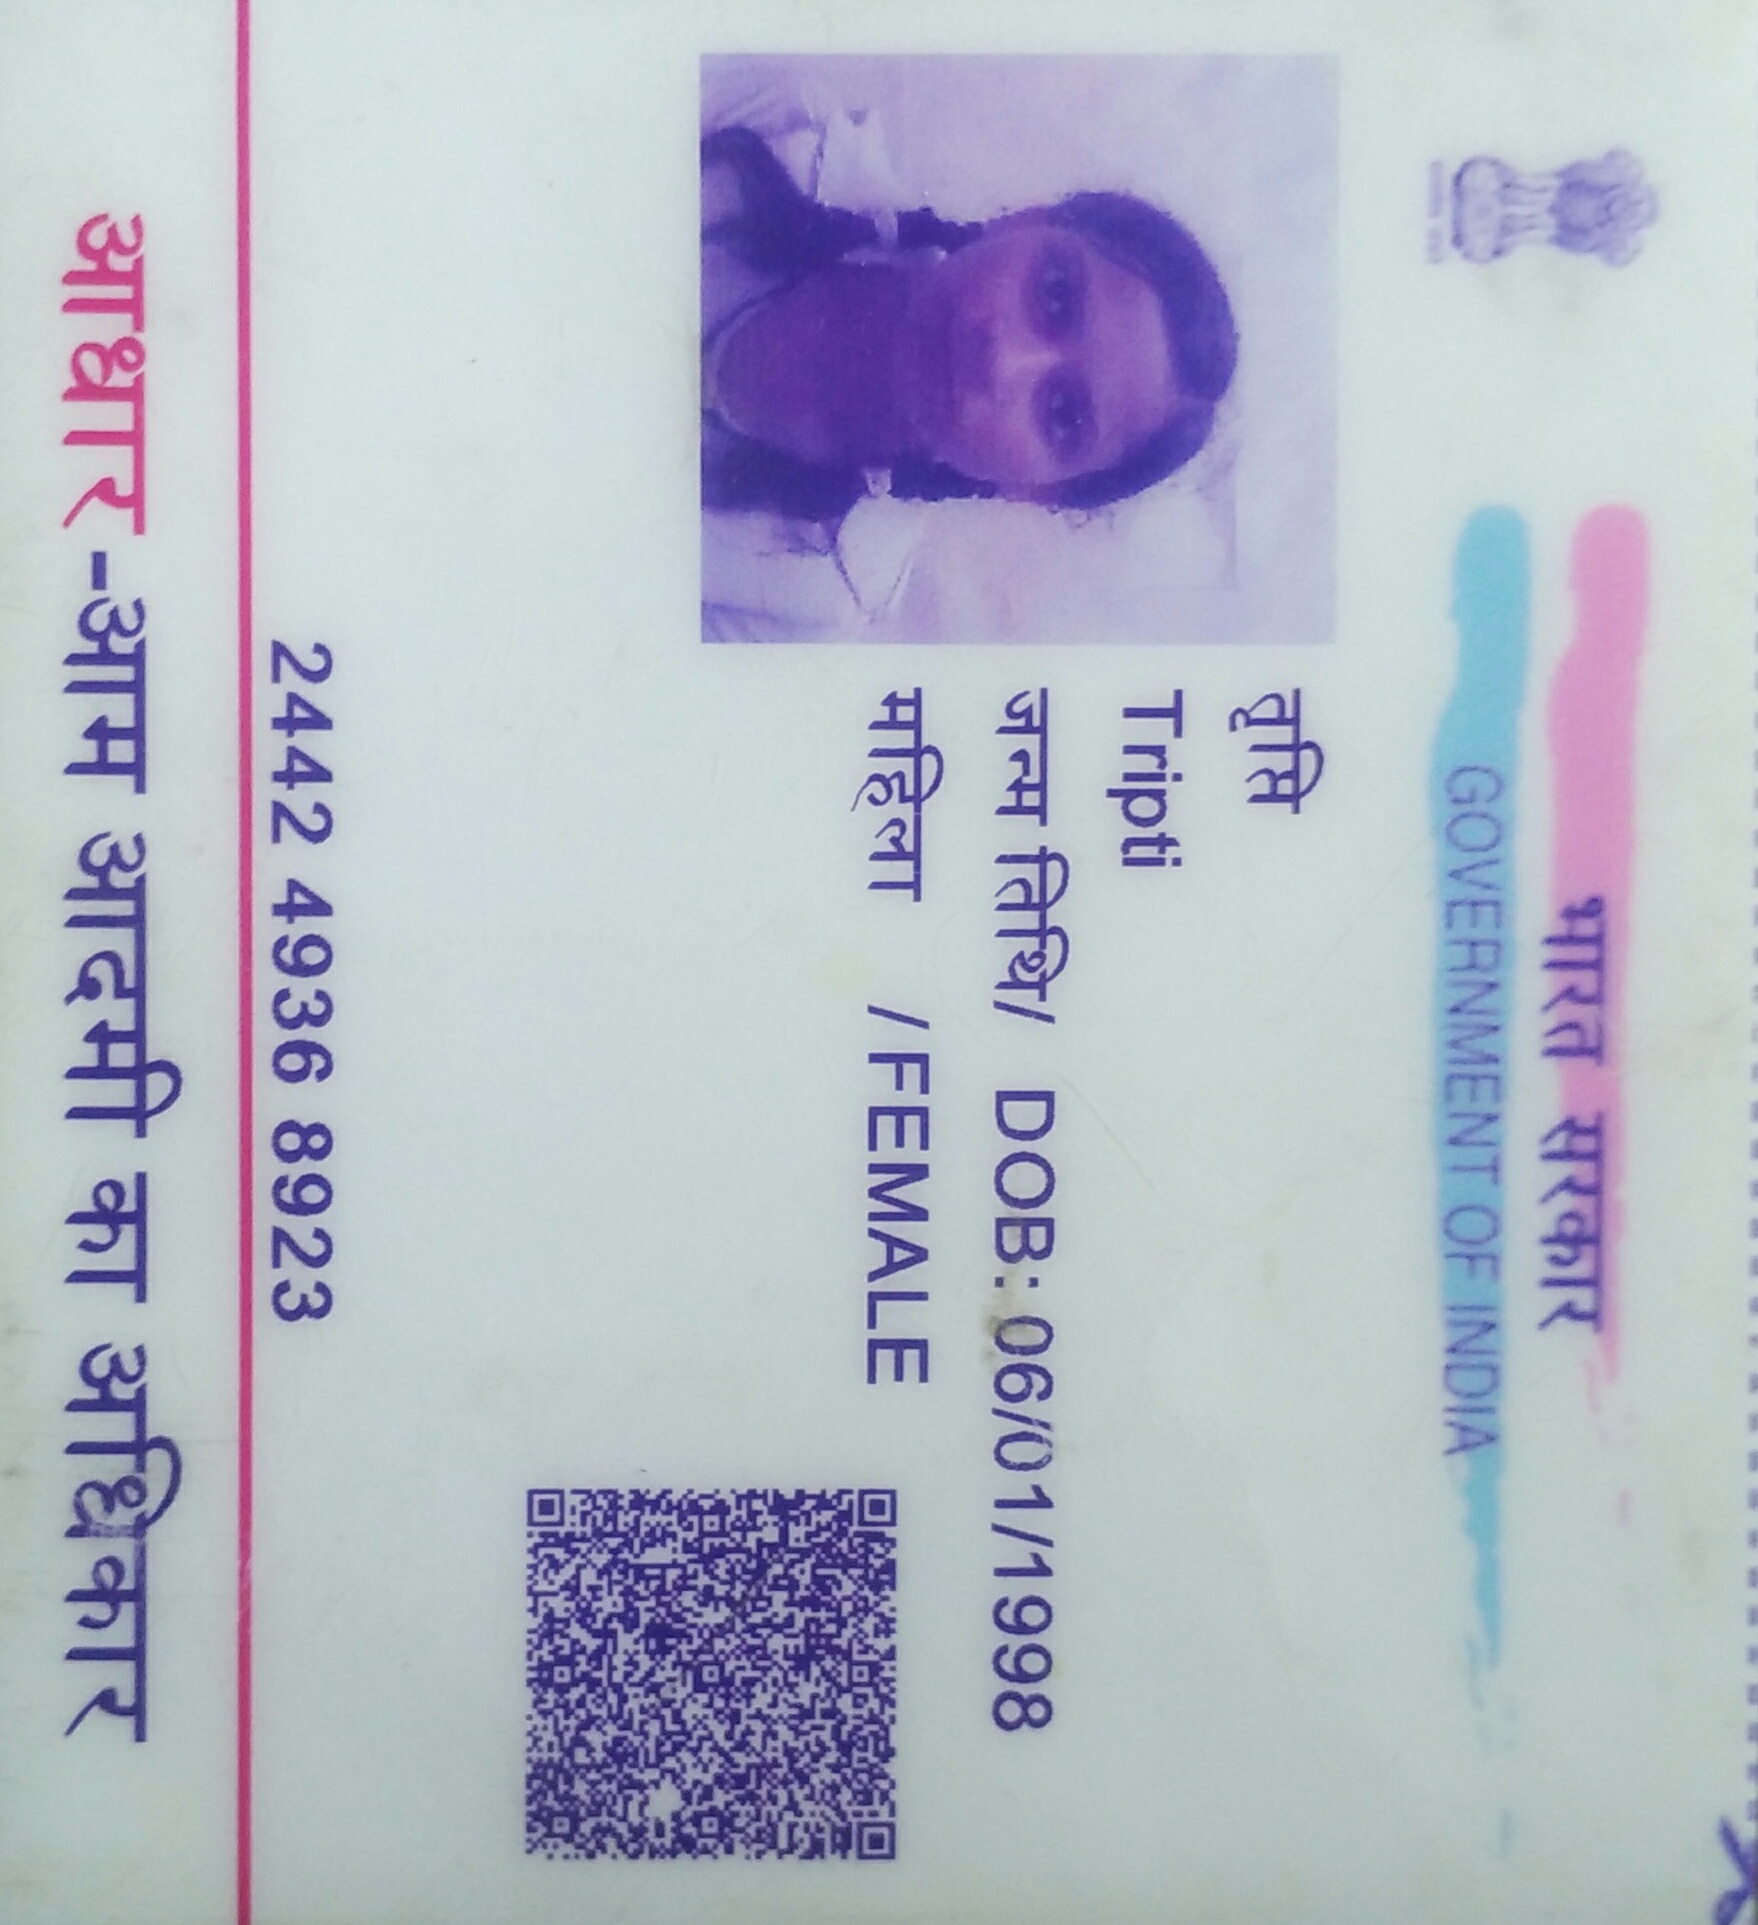 भारत सरकार
GOVERNMENT OF INDIA
तृप्ति
Tripti
जन्म तिथि/ DOB: 06/01/1998
महिला / FEMALE
2442 4936 8923
आधार-आम आदमी का अधिकार